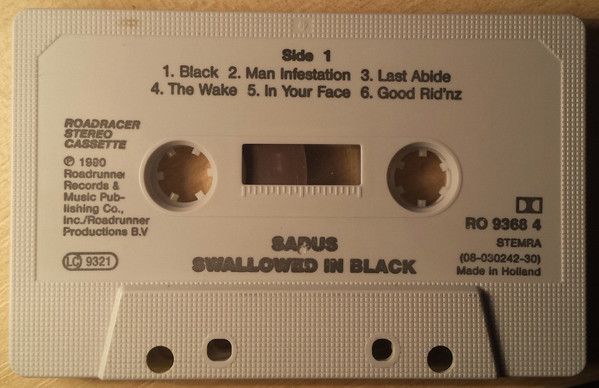 Side 1
1. Black 2. Man Infestation 3. Last Abide
4. The Wake 5. In Your Face 6. Good Rid'nz
ROADRACER
STEREO
CASSETTE
℗ 1990
Roadrunner
Records &
Music Pub-
lishing Co.,
Inc./Roadrunner
Productions B.V
LC 9321
RO 9368 4
STEMRA
(08-030242-30)
Made in Holland
SADUS
SWALLOWED IN BLACK